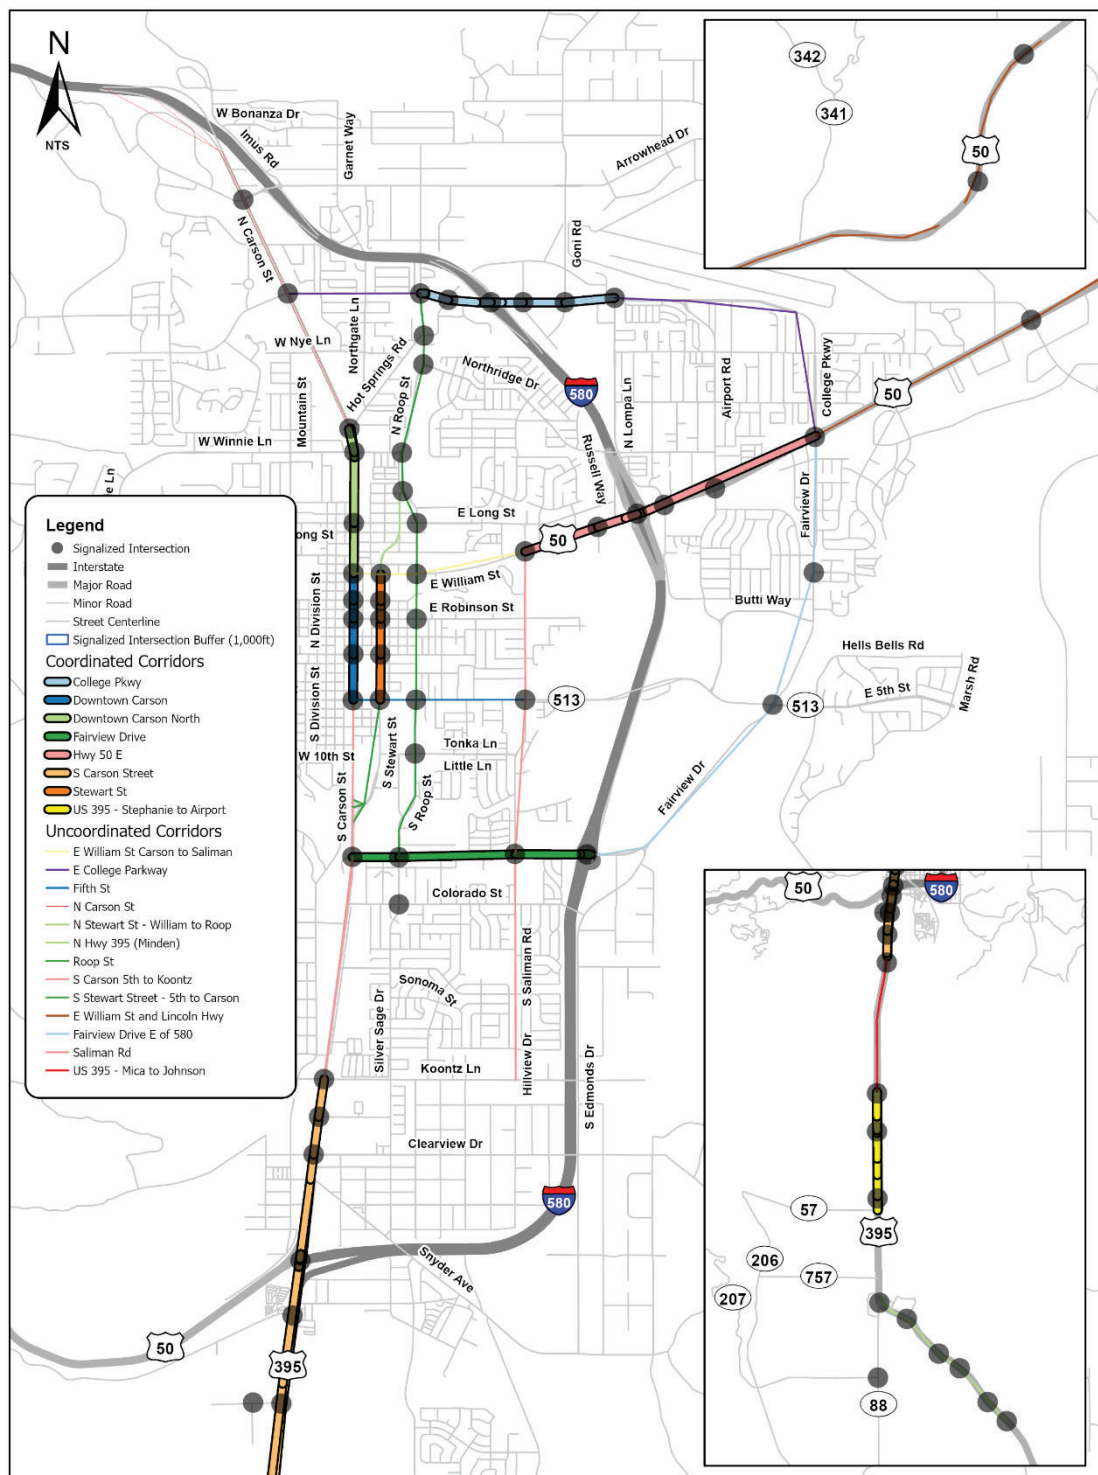 N
NTS
W Bonanza Dr
Imus Rd
Garnet Way
Arrowhead Dr
Goni Rd
N Carson St
W Nye Ln
Northgate Ln
Hot Springs Rd
N Roop St
Northridge Dr
580
N Lompa Ln
Airport Rd
College Pkwy
50
Mountain St
W Winnie Ln
Russell Way
Fairview Dr
E Long St
50
ong St
E William St
E Robinson St
Butti Way
N Division St
Hells Bells Rd
E 5th St
Marsh Rd
513
513
S Division St
W 10th St
S Stewart St
Tonka Ln
Little Ln
S Carson St
S Roop St
Fairview Dr
Colorado St
S Saliman Rd
Sonoma St
Silver Sage Dr
Koontz Ln
Hillview Dr
S Edmonds Dr
Clearview Dr
580
Snyder Ave
50
395
342
341
50
50
580
57
395
206
757
207
88
e Ln
Legend
Signalized Intersection
Interstate
Major Road
Minor Road
Street Centerline
Signalized Intersection Buffer (1,000ft)
Coordinated Corridors
College Pkwy
Downtown Carson
Downtown Carson North
Fairview Drive
Hwy 50 E
S Carson Street
Stewart St
US 395 - Stephanie to Airport
Uncoordinated Corridors
E William St Carson to Saliman
E College Parkway
Fifth St
N Carson St
N Stewart St - William to Roop
N Hwy 395 (Minden)
Roop St
S Carson 5th to Koontz
S Stewart Street - 5th to Carson
E William St and Lincoln Hwy
Fairview Drive E of 580
Saliman Rd
US 395 - Mica to Johnson